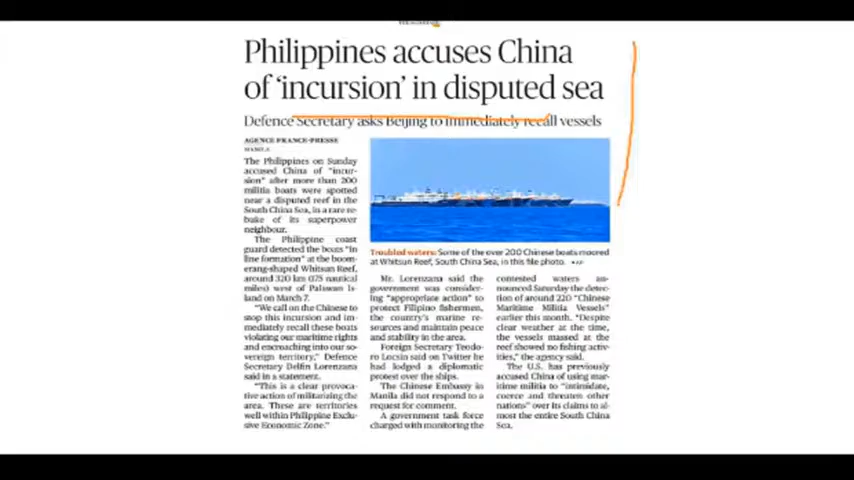 Philippines accuses China
of 'incursion' in disputed sea
Defence Secretary asks Beijing to immediately recall vessels
AGENCE FRANCE-PRESSE
MANILA
The Philippines on Sunday
accused China of "incur-
sion" after more than 200
militia boats were spotted
near a disputed reef in the
South China Sea, in a rare re-
buke of its superpower
neighbour.
The Philippine coast
guard detected the boats "in
line formation" at the boom-
erang-shaped Whitsun Reef,
around 320 km (175 nautical
miles) west of Palawan Is-
land on March 7.
"We call on the Chinese to
stop this incursion and im-
mediately recall these boats
violating our maritime rights
and encroaching into our so-
vereign territory," Defence
Secretary Delfin Lorenzana
said in a statement.
"This is a clear provoca-
tive action of militarizing the
area. These are territories
well within Philippine Exclu-
sive Economic Zone."
Troubled waters: Some of the over 200 Chinese boats moored
at Whitsun Reef, South China Sea, in this file photo.
Mr. Lorenzana said the
government was consider-
ing "appropriate action" to
protect Filipino fishermen,
the country's marine re-
sources and maintain peace
and stability in the area.
Foreign Secretary Teodo-
ro Locsin said on Twitter he
had lodged a diplomatic
protest over the ships.
The Chinese Embassy in
Manila did not respond to a
request for comment.
A government task force
charged with monitoring the
contested waters an-
nounced Saturday the detec-
tion of around 220 "Chinese
Maritime Militia Vessels"
earlier this month. "Despite
clear weather at the time,
the vessels massed at the
reef showed no fishing activ-
ities," the agency said.
The U.S. has previously
accused China of using mar-
itime militia to "intimidate,
coerce and threaten other
nations" over its claims to al-
most the entire South China
Sea.